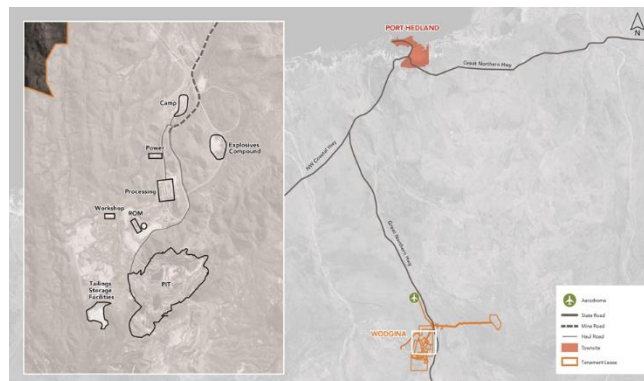 PORT HEDLAND
N
Great Northern Hwy
NW Coastal Hwy
Great Northern Hwy
WODGINA
Camp
Explosives
Compound
Power
Processing
Workshop
ROM
Tailings
Storage
Facilities
PIT
Aerodrome
State Road
Mine Road
Haul Road
Townsite
Tenement Lease